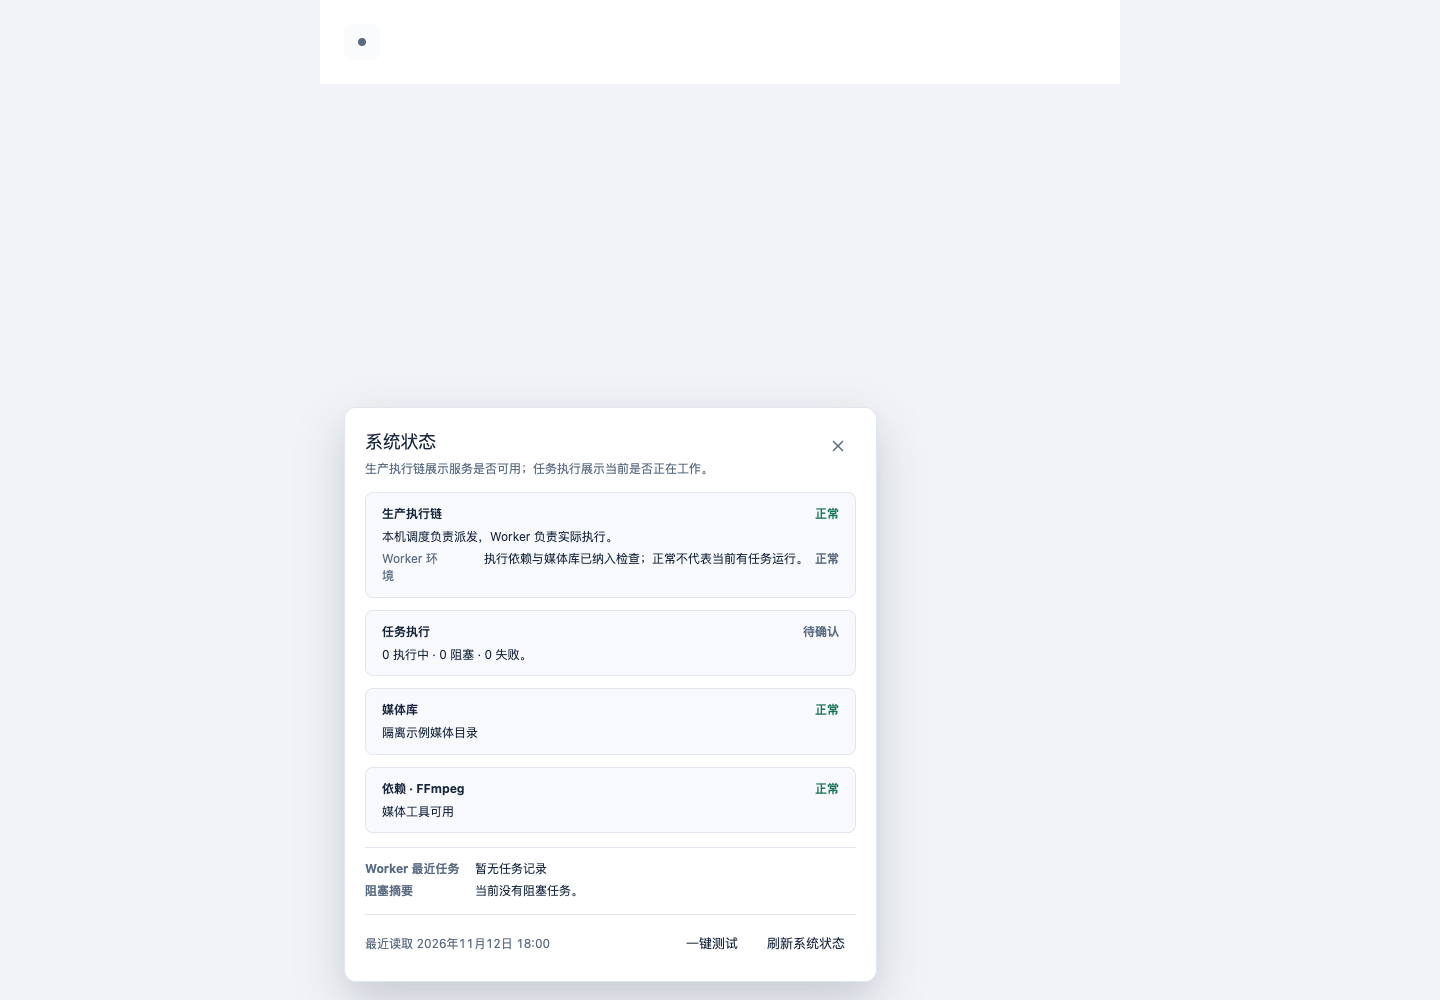 系统状态
生产执行链展示服务是否可用；任务执行展示当前是否正在工作。
生产执行链 正常
本机调度负责派发，Worker 负责实际执行。
Worker 环境 执行依赖与媒体库已纳入检查；正常不代表当前有任务运行。 正常
任务执行 待确认
0 执行中 · 0 阻塞 · 0 失败。
媒体库 正常
隔离示例媒体目录
依赖 · FFmpeg 正常
媒体工具可用
Worker 最近任务 暂无任务记录
阻塞摘要 当前没有阻塞任务。
最近读取 2026年11月12日 18:00 一键测试 刷新系统状态